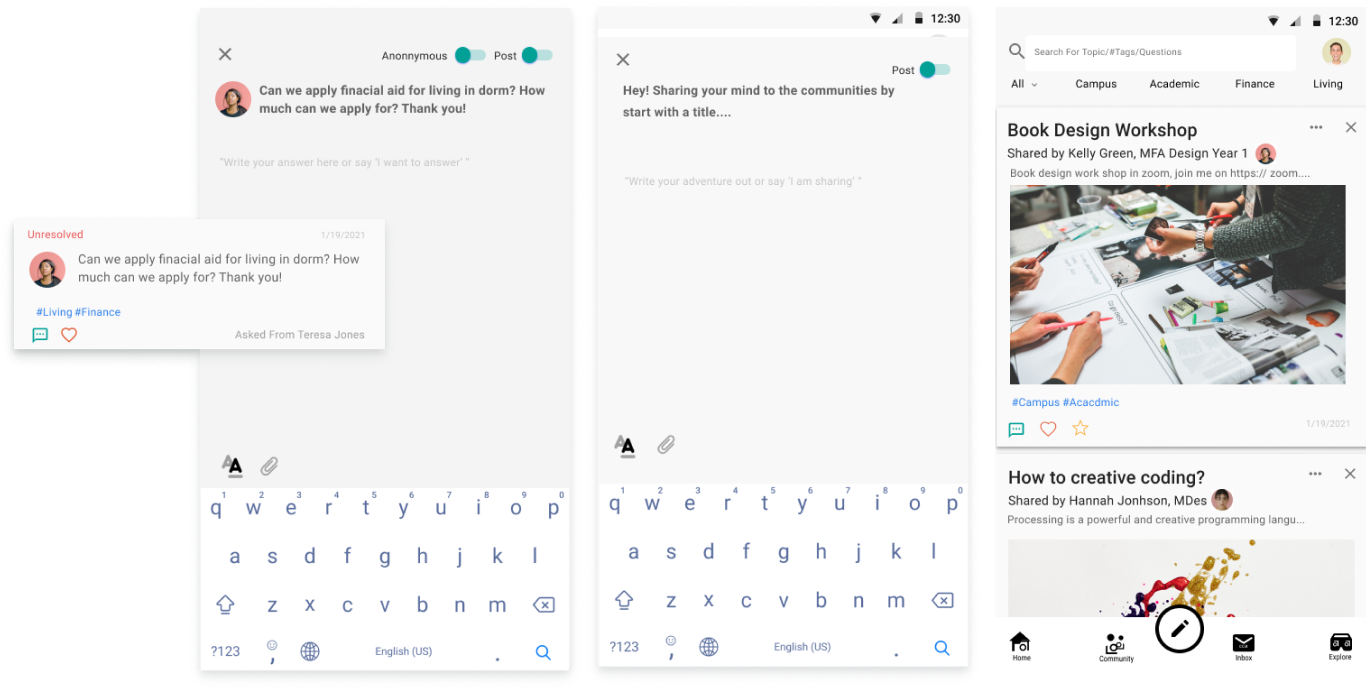 Anonnymous Post
Can we apply finacial aid for living in dorm? How
much can we apply for? Thank you!
"Write your answer here or say 'I want to answer' "
Unresolved 1/19/2021
Can we apply finacial aid for living in dorm? How
much can we apply for? Thank you!
#Living #Finance
Asked From Teresa Jones
AA
1 2 3 4 5 6 7 8 9 0
q w e r t y u i o p
a s d f g h j k l
z x c v b n m
?123 , English (US) .
12:30
Post
Hey! Sharing your mind to the communities by
start with a title....
"Write your adventure out or say 'I am sharing' "
AA
1 2 3 4 5 6 7 8 9 0
q w e r t y u i o p
a s d f g h j k l
z x c v b n m
?123 , English (US) .
12:30
Search For Topic/#Tags/Questions
All Campus Academic Finance Living
Book Design Workshop
Shared by Kelly Green, MFA Design Year 1
Book design work shop in zoom, join me on https:// zoom....
#Campus #Acacdmic
1/19/2021
How to creative coding?
Shared by Hannah Jonhson, MDes
Processing is a powerful and creative programming langu...
Home Community Inbox Explore